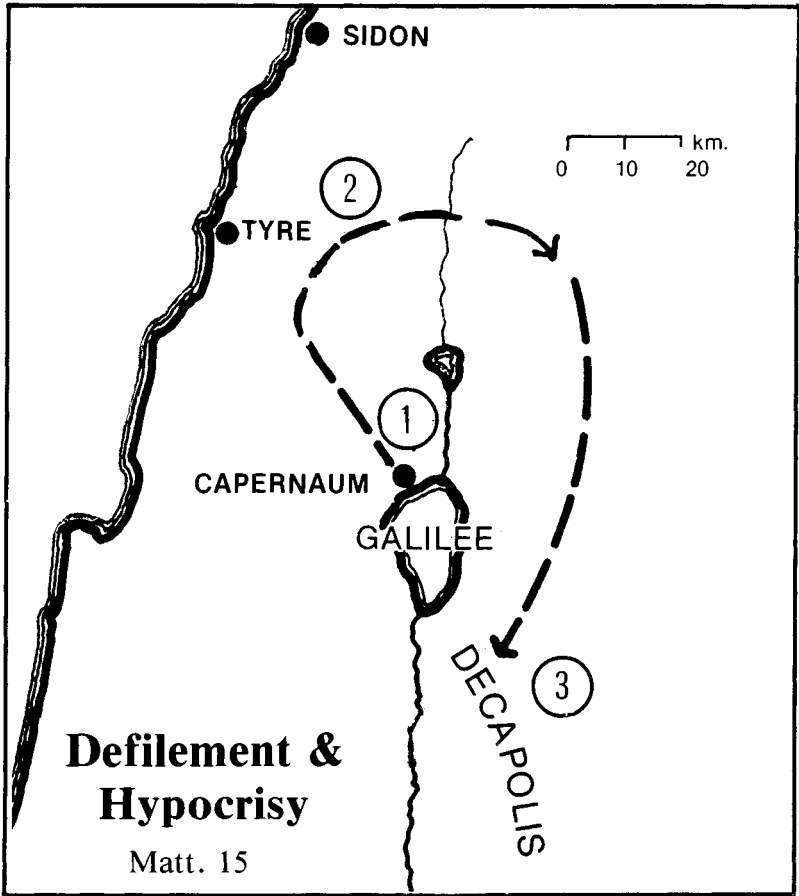 SIDON
km.
0 10 20
2
TYRE
1
CAPERNAUM
GALILEE
DECAPOLIS
3
Defilement &
Hypocrisy
Matt. 15